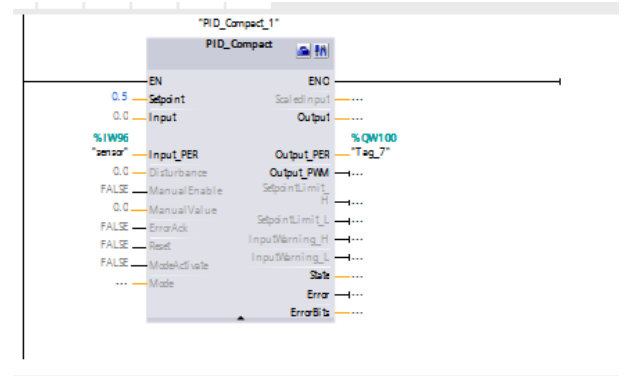 "PID_Compact_1"
PID_Compact
EN ENO
0.5 Setpoint ScaledInput ...
0.0 Input Output ...
%IW96 %QW100
"sensor" Input_PER Output_PER "Tag_7"
0.0 Disturbance Output_PWM ...
FALSE ManualEnable SetpointLimit_
H ...
0.0 ManualValue SetpointLimit_L ...
FALSE ErrorAck InputWarning_H ...
FALSE Reset InputWarning_L ...
FALSE ModeActivate State ...
... Mode Error ...
ErrorBits ...